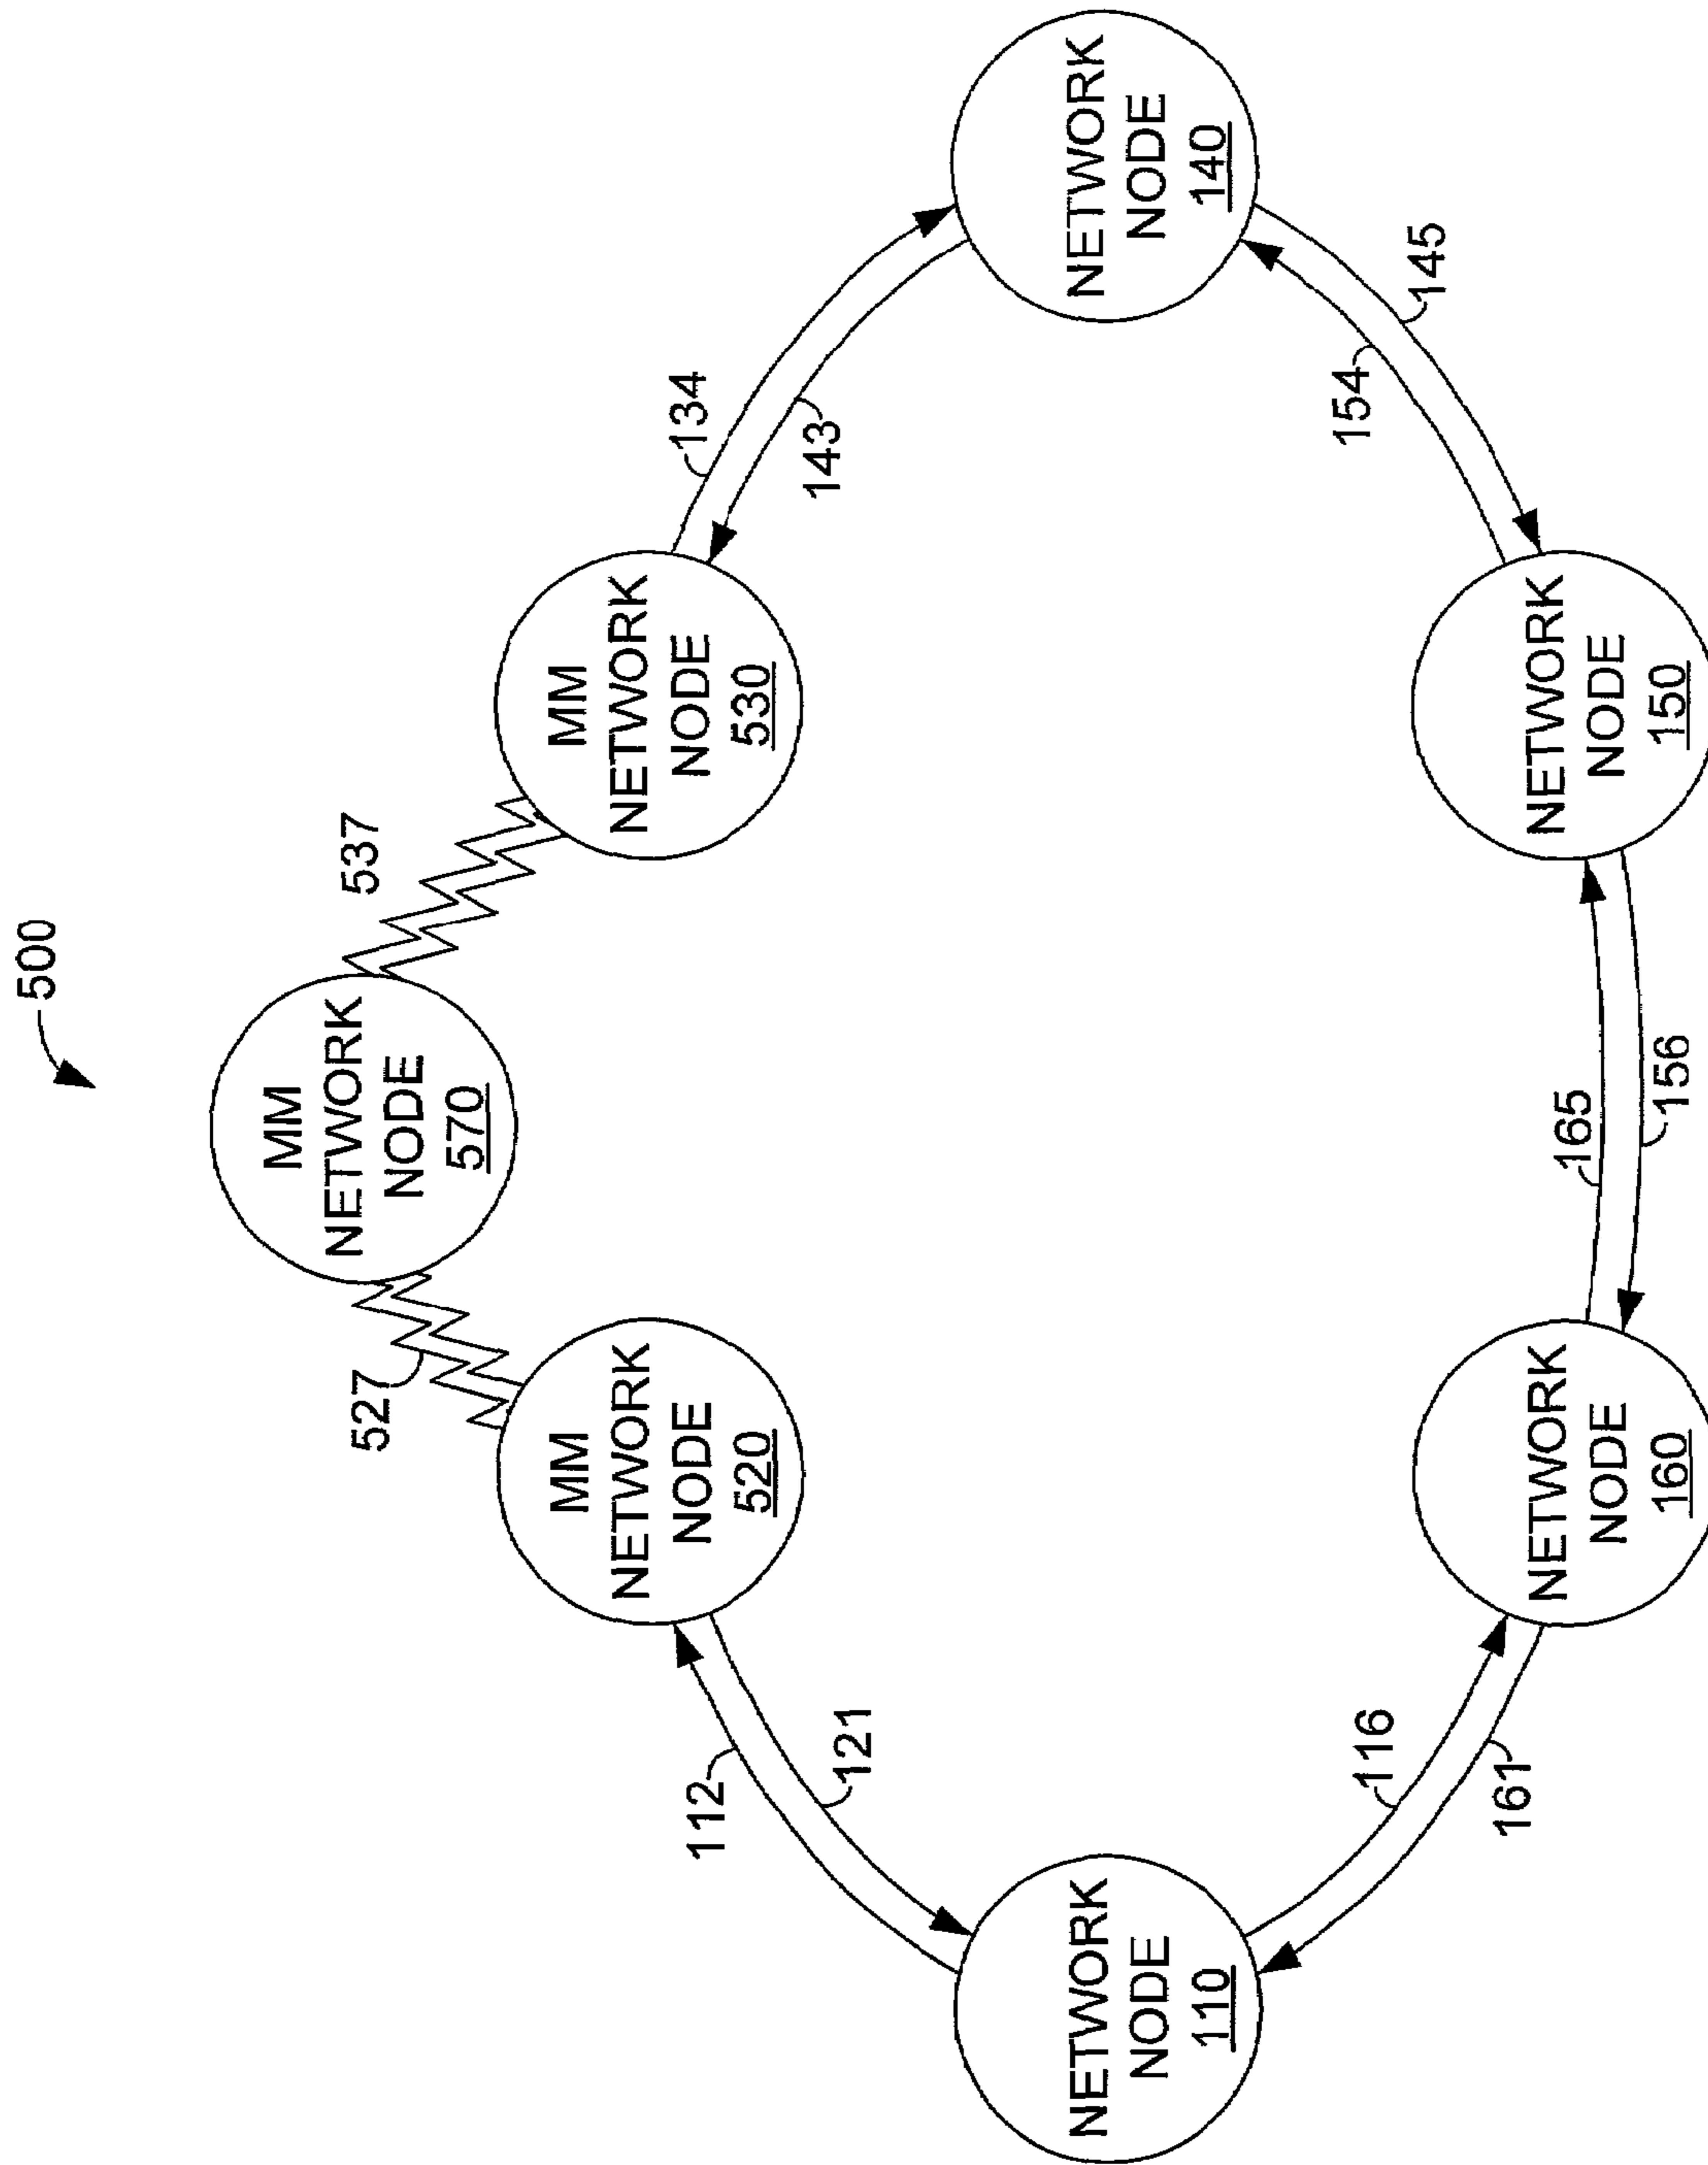 500
MM
NETWORK
NODE
570
527
537
MM
NETWORK
NODE
520
MM
NETWORK
NODE
530
112
121
134
143
NETWORK
NODE
110
NETWORK
NODE
140
116
161
154
145
NETWORK
NODE
160
165
156
NETWORK
NODE
150